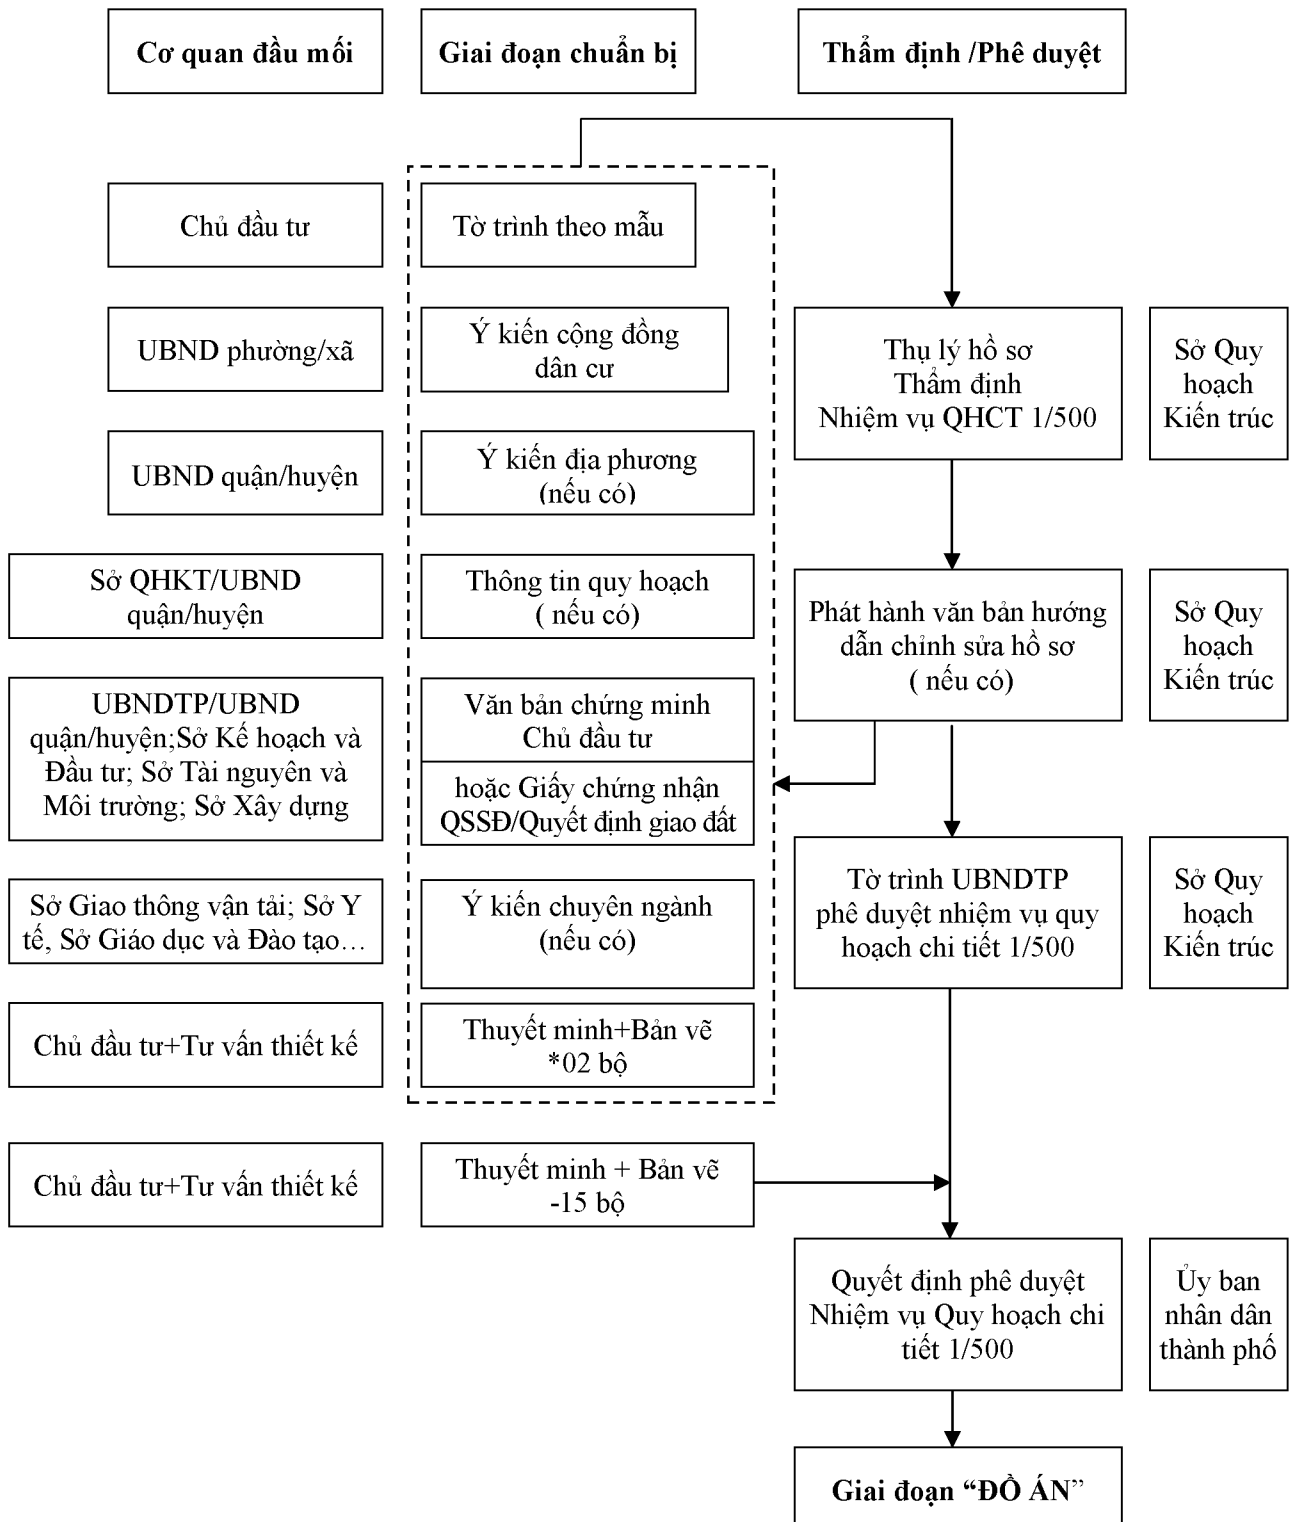 Cơ quan đầu mối
Giai đoạn chuẩn bị
Thẩm định /Phê duyệt
Chủ đầu tư
Tờ trình theo mẫu
UBND phường/xã
Ý kiến cộng đồng
dân cư
Thụ lý hồ sơ
Thẩm định
Nhiệm vụ QHCT 1/500
Sở Quy
hoạch
Kiến trúc
UBND quận/huyện
Ý kiến địa phương
(nếu có)
Sở QHKT/UBND
quận/huyện
Thông tin quy hoạch
( nếu có)
Phát hành văn bản hướng
dẫn chỉnh sửa hồ sơ
( nếu có)
Sở Quy
hoạch
Kiến trúc
UBNDTP/UBND
quận/huyện;Sở Kế hoạch và
Đầu tư; Sở Tài nguyên và
Môi trường; Sở Xây dựng
Văn bản chứng minh
Chủ đầu tư
hoặc Giấy chứng nhận
QSSĐ/Quyết định giao đất
Tờ trình UBNDTP
phê duyệt nhiệm vụ quy
hoạch chi tiết 1/500
Sở Quy
hoạch
Kiến trúc
Sở Giao thông vận tải; Sở Y
tế, Sở Giáo dục và Đào tạo…
Ý kiến chuyên ngành
(nếu có)
Chủ đầu tư+Tư vấn thiết kế
Thuyết minh+Bản vẽ
*02 bộ
Chủ đầu tư+Tư vấn thiết kế
Thuyết minh + Bản vẽ
-15 bộ
Quyết định phê duyệt
Nhiệm vụ Quy hoạch chi
tiết 1/500
Ủy ban
nhân dân
thành phố
Giai đoạn “ĐỒ ÁN”